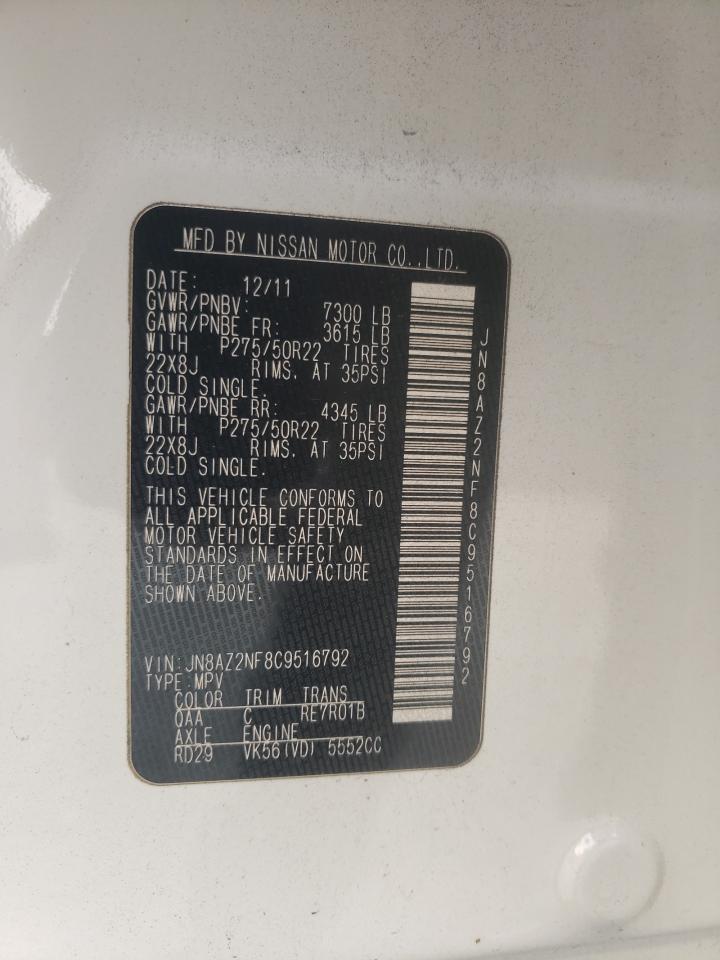 MFD BY NISSAN MOTOR CO.,LTD.
DATE: 12/11
GVWR/PNBV: 7300 LB
GAWR/PNBE FR: 3615 LB
WITH P275/50R22 TIRES
22X8J RIMS. AT 35PSI
COLD SINGLE.
GAWR/PNBE RR: 4345 LB
WITH P275/50R22 TIRES
22X8J RIMS. AT 35PSI
COLD SINGLE.
THIS VEHICLE CONFORMS TO
ALL APPLICABLE FEDERAL
MOTOR VEHICLE SAFETY
STANDARDS IN EFFECT ON
THE DATE OF MANUFACTURE
SHOWN ABOVE.
VIN:JN8AZ2NF8C9516792
TYPE:MPV
COLOR TRIM TRANS
QAA C RE7R01B
AXLE ENGINE
RD29 VK56(VD) 5552CC
JN8AZ2NF8C9516792